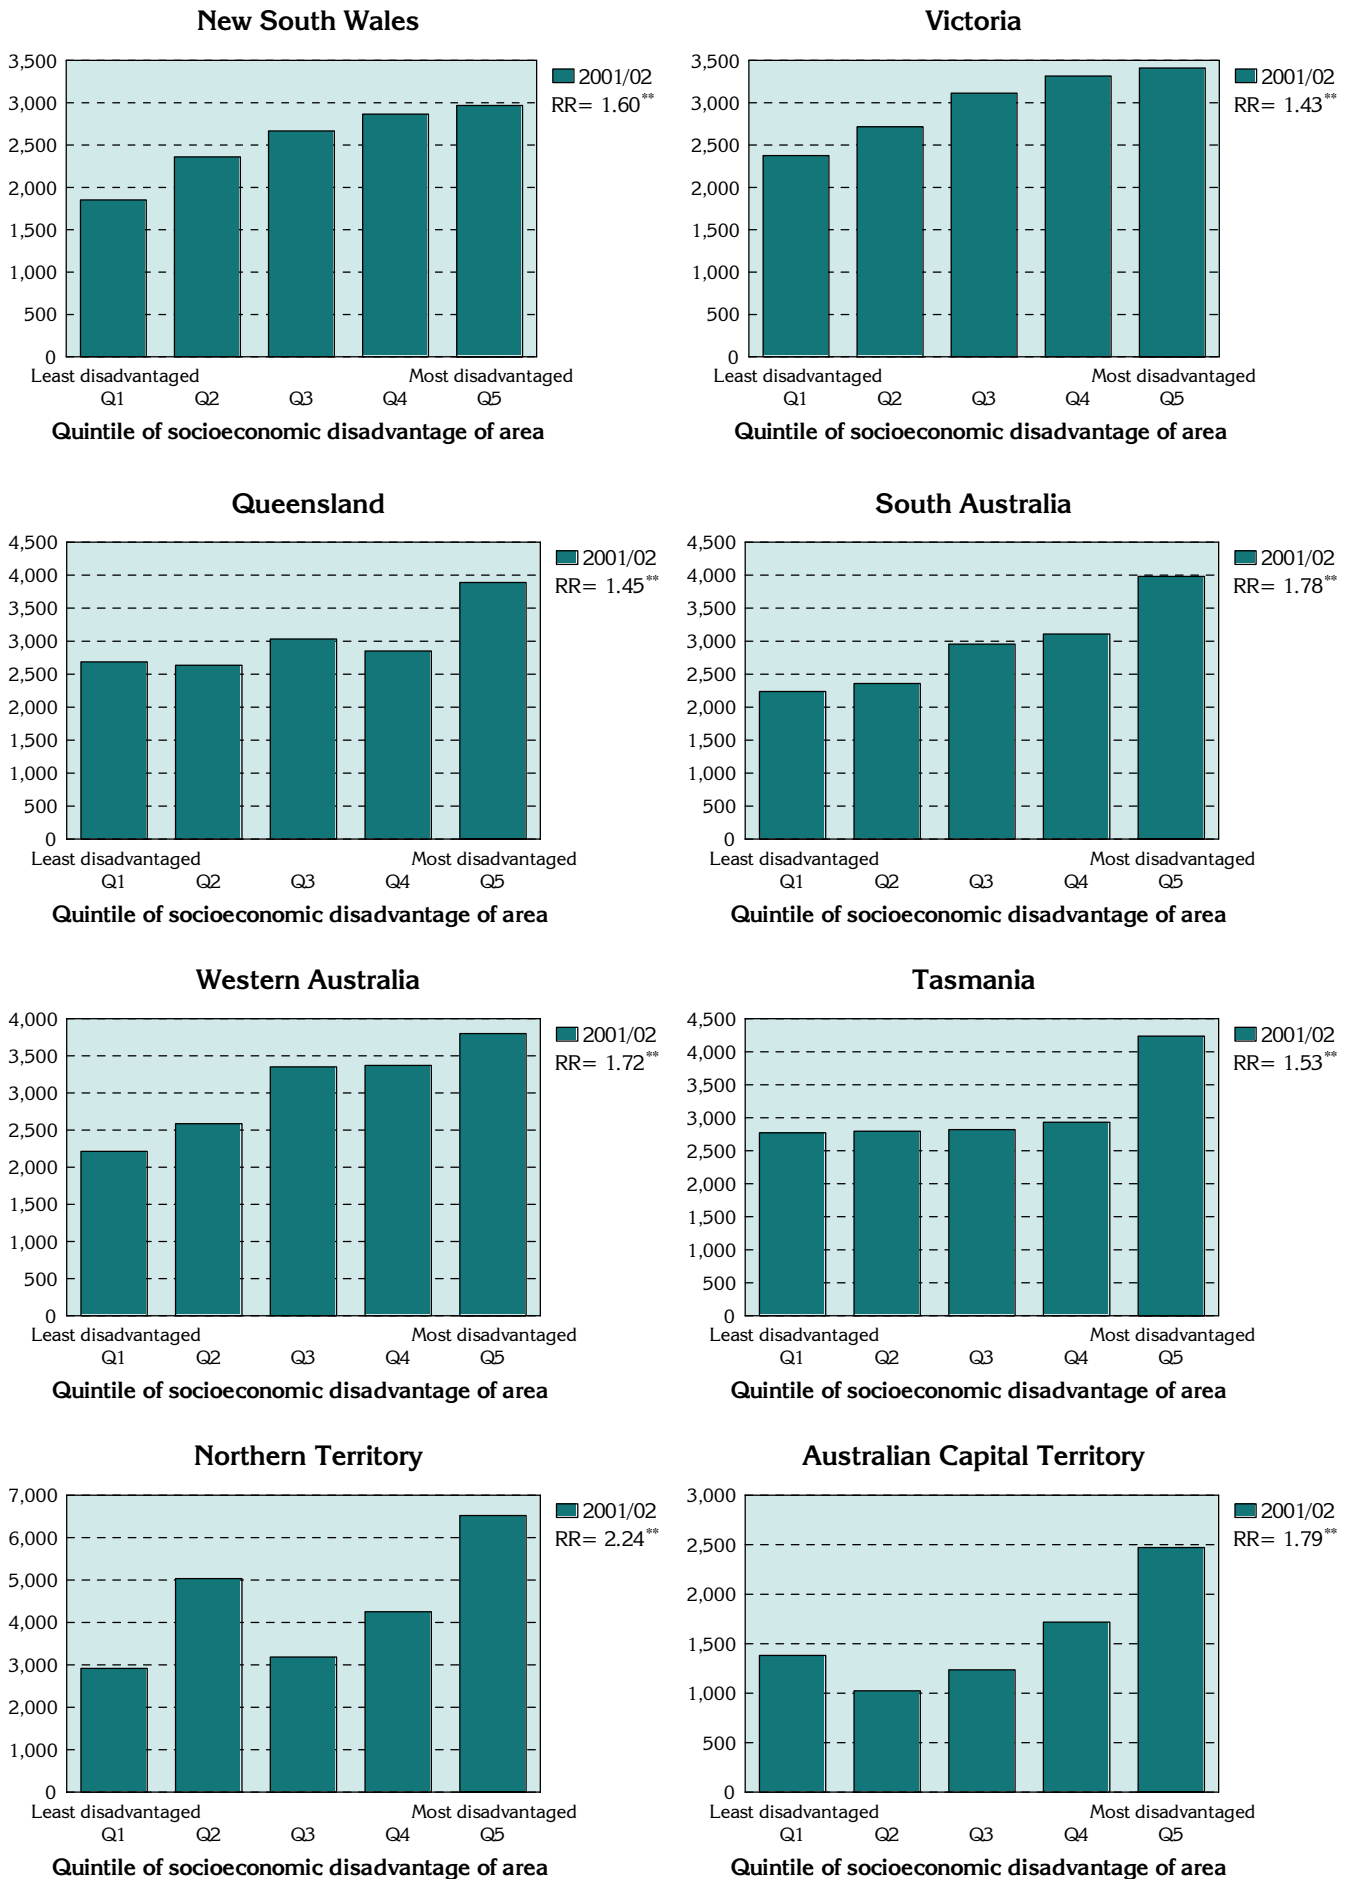 New South Wales
3,500
3,000
2,500
2,000
1,500
1,000
500
0
2001/02
RR= 1.60**
Least disadvantaged Most disadvantaged
Q1 Q2 Q3 Q4 Q5
Quintile of socioeconomic disadvantage of area
Victoria
3,500
3,000
2,500
2,000
1,500
1,000
500
0
2001/02
RR= 1.43**
Least disadvantaged Most disadvantaged
Q1 Q2 Q3 Q4 Q5
Quintile of socioeconomic disadvantage of area
Queensland
4,500
4,000
3,500
3,000
2,500
2,000
1,500
1,000
500
0
2001/02
RR= 1.45**
Least disadvantaged Most disadvantaged
Q1 Q2 Q3 Q4 Q5
Quintile of socioeconomic disadvantage of area
South Australia
4,500
4,000
3,500
3,000
2,500
2,000
1,500
1,000
500
0
2001/02
RR= 1.78**
Least disadvantaged Most disadvantaged
Q1 Q2 Q3 Q4 Q5
Quintile of socioeconomic disadvantage of area
Western Australia
4,000
3,500
3,000
2,500
2,000
1,500
1,000
500
0
2001/02
RR= 1.72**
Least disadvantaged Most disadvantaged
Q1 Q2 Q3 Q4 Q5
Quintile of socioeconomic disadvantage of area
Tasmania
4,500
4,000
3,500
3,000
2,500
2,000
1,500
1,000
500
0
2001/02
RR= 1.53**
Least disadvantaged Most disadvantaged
Q1 Q2 Q3 Q4 Q5
Quintile of socioeconomic disadvantage of area
Northern Territory
7,000
6,000
5,000
4,000
3,000
2,000
1,000
0
2001/02
RR= 2.24**
Least disadvantaged Most disadvantaged
Q1 Q2 Q3 Q4 Q5
Quintile of socioeconomic disadvantage of area
Australian Capital Territory
3,000
2,500
2,000
1,500
1,000
500
0
2001/02
RR= 1.79**
Least disadvantaged Most disadvantaged
Q1 Q2 Q3 Q4 Q5
Quintile of socioeconomic disadvantage of area